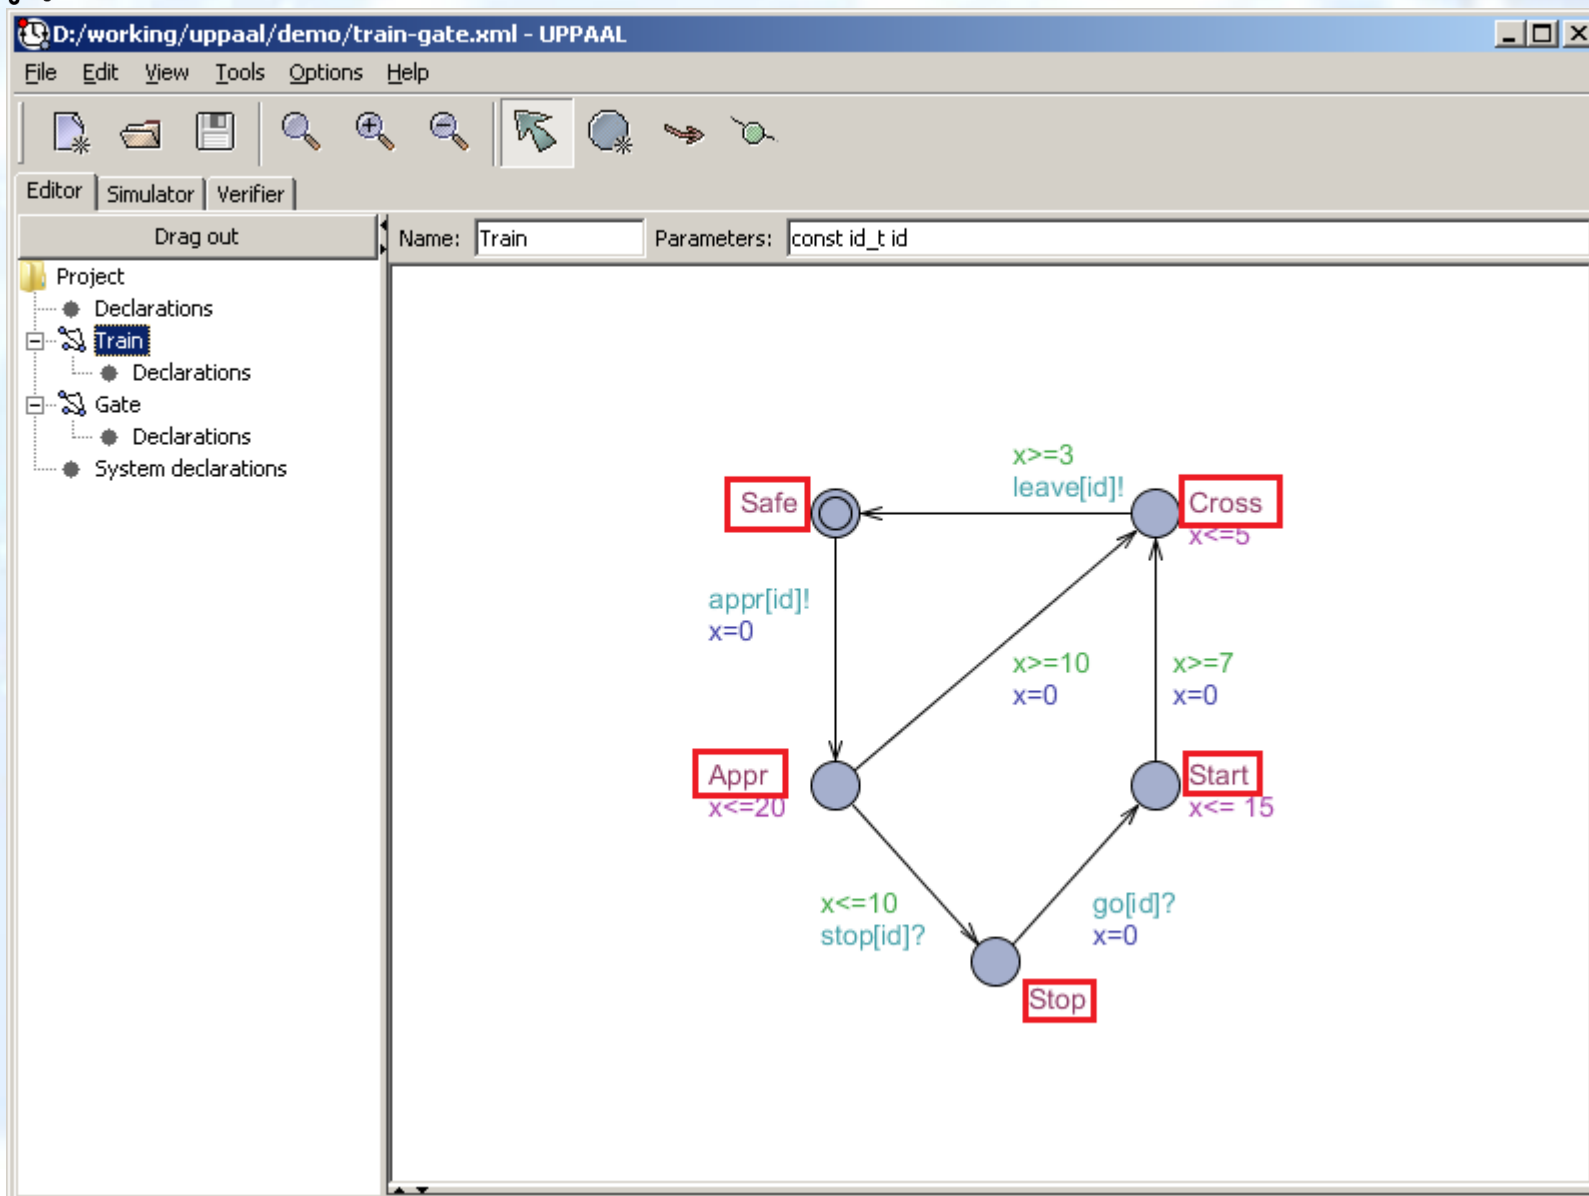 D:/working/uppaal/demo/train-gate.xml - UPPAAL
File Edit View Tools Options Help
Editor Simulator Verifier
Drag out
Name: Train Parameters: const id_t id
Project
Declarations
Train
Declarations
Gate
Declarations
System declarations
x>=3
leave[id]!
Safe
Cross
x<=5
appr[id]!
x=0
x>=10
x=0
x>=7
x=0
Appr
x<=20
Start
x<= 15
x<=10
stop[id]?
go[id]?
x=0
Stop